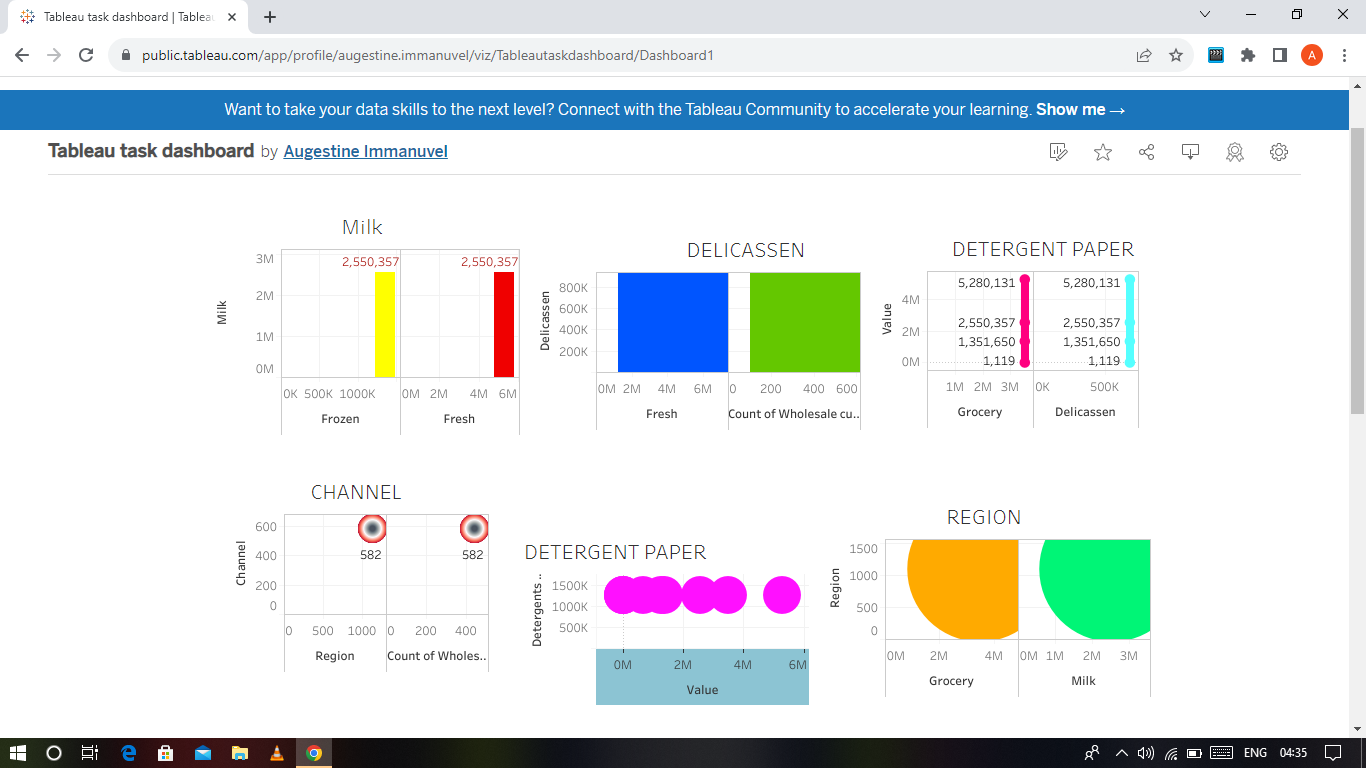 Tableau task dashboard | Tablea
public.tableau.com/app/profile/augestine.immanuvel/viz/Tableautaskdashboard/Dashboard1
A
Want to take your data skills to the next level? Connect with the Tableau Community to accelerate your learning. Show me →
Tableau task dashboard by Augestine Immanuvel
Milk
Milk
3M
2M
1M
0M
2,550,357
2,550,357
0K 500K 1000K
0M 2M 4M 6M
Frozen
Fresh
DELICASSEN
Delicassen
800K
600K
400K
200K
0M 2M 4M 6M
0 200 400 600
Fresh
Count of Wholesale cu..
DETERGENT PAPER
Value
4M
2M
0M
5,280,131
2,550,357
1,351,650
1,119
5,280,131
2,550,357
1,351,650
1,119
1M 2M 3M
0K 500K
Grocery
Delicassen
CHANNEL
Channel
600
400
200
0
582
582
0 500 1000
0 200 400
Region
Count of Wholes..
DETERGENT PAPER
Detergents ..
1500K
1000K
500K
0M 2M 4M 6M
Value
REGION
Region
1500
1000
500
0
0M 2M 4M
0M 1M 2M 3M
Grocery
Milk
ENG
04:35